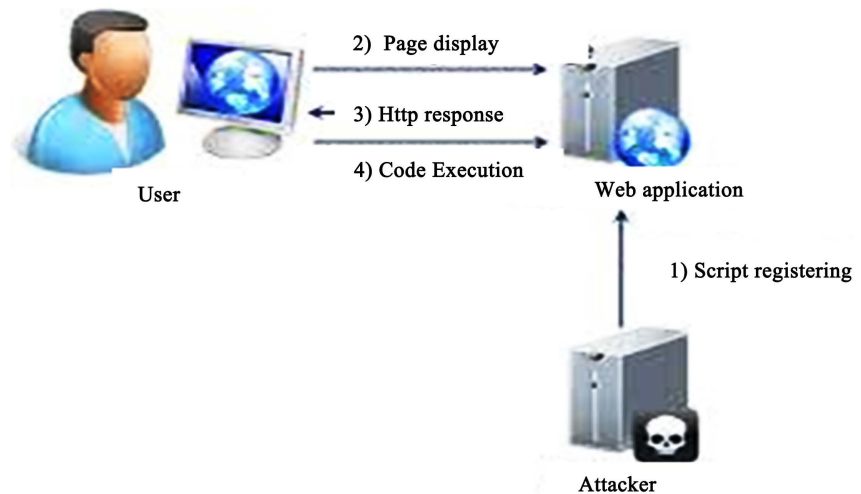 2) Page display
3) Http response
4) Code Execution
User
Web application
1) Script registering
Attacker